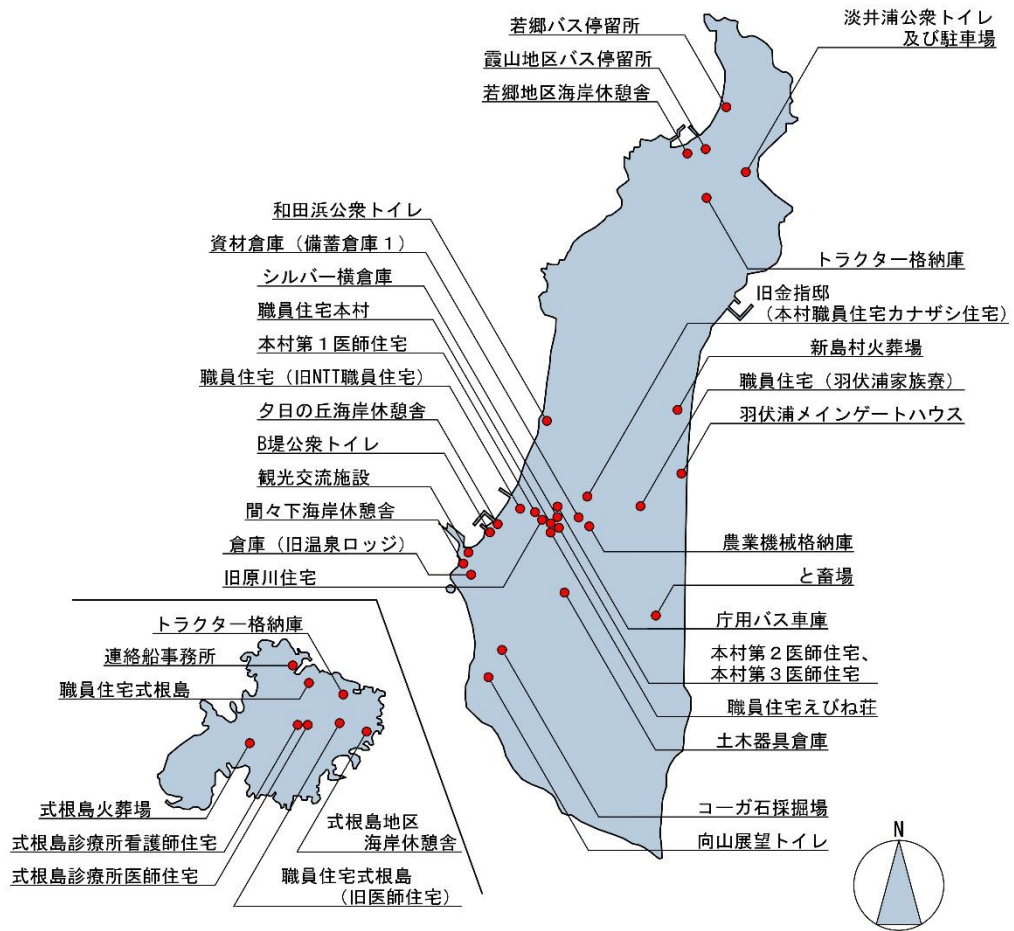 若郷バス停留所
霞山地区バス停留所
若郷地区海岸休憩舎
淡井浦公衆トイレ
及び駐車場
和田浜公衆トイレ
資材倉庫（備蓄倉庫１）
シルバー横倉庫
職員住宅本村
本村第１医師住宅
職員住宅（旧NTT職員住宅）
夕日の丘海岸休憩舎
B堤公衆トイレ
観光交流施設
間々下海岸休憩舎
倉庫（旧温泉ロッジ）
旧原川住宅
トラクター格納庫
旧金指邸
（本村職員住宅カナザシ住宅）
新島村火葬場
職員住宅（羽伏浦家族寮）
羽伏浦メインゲートハウス
農業機械格納庫
と畜場
庁用バス車庫
本村第２医師住宅、
本村第３医師住宅
職員住宅えびね荘
土木器具倉庫
コーガ石採掘場
向山展望トイレ
トラクター格納庫
連絡船事務所
職員住宅式根島
式根島火葬場
式根島診療所看護師住宅
式根島診療所医師住宅
式根島地区
海岸休憩舎
職員住宅式根島
（旧医師住宅）
N